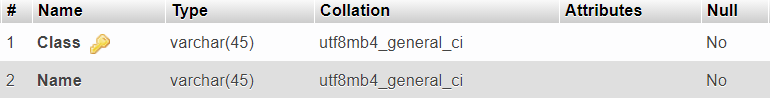 # Name Type Collation Attributes Null
1 Class varchar(45) utf8mb4_general_ci No
2 Name varchar(45) utf8mb4_general_ci No